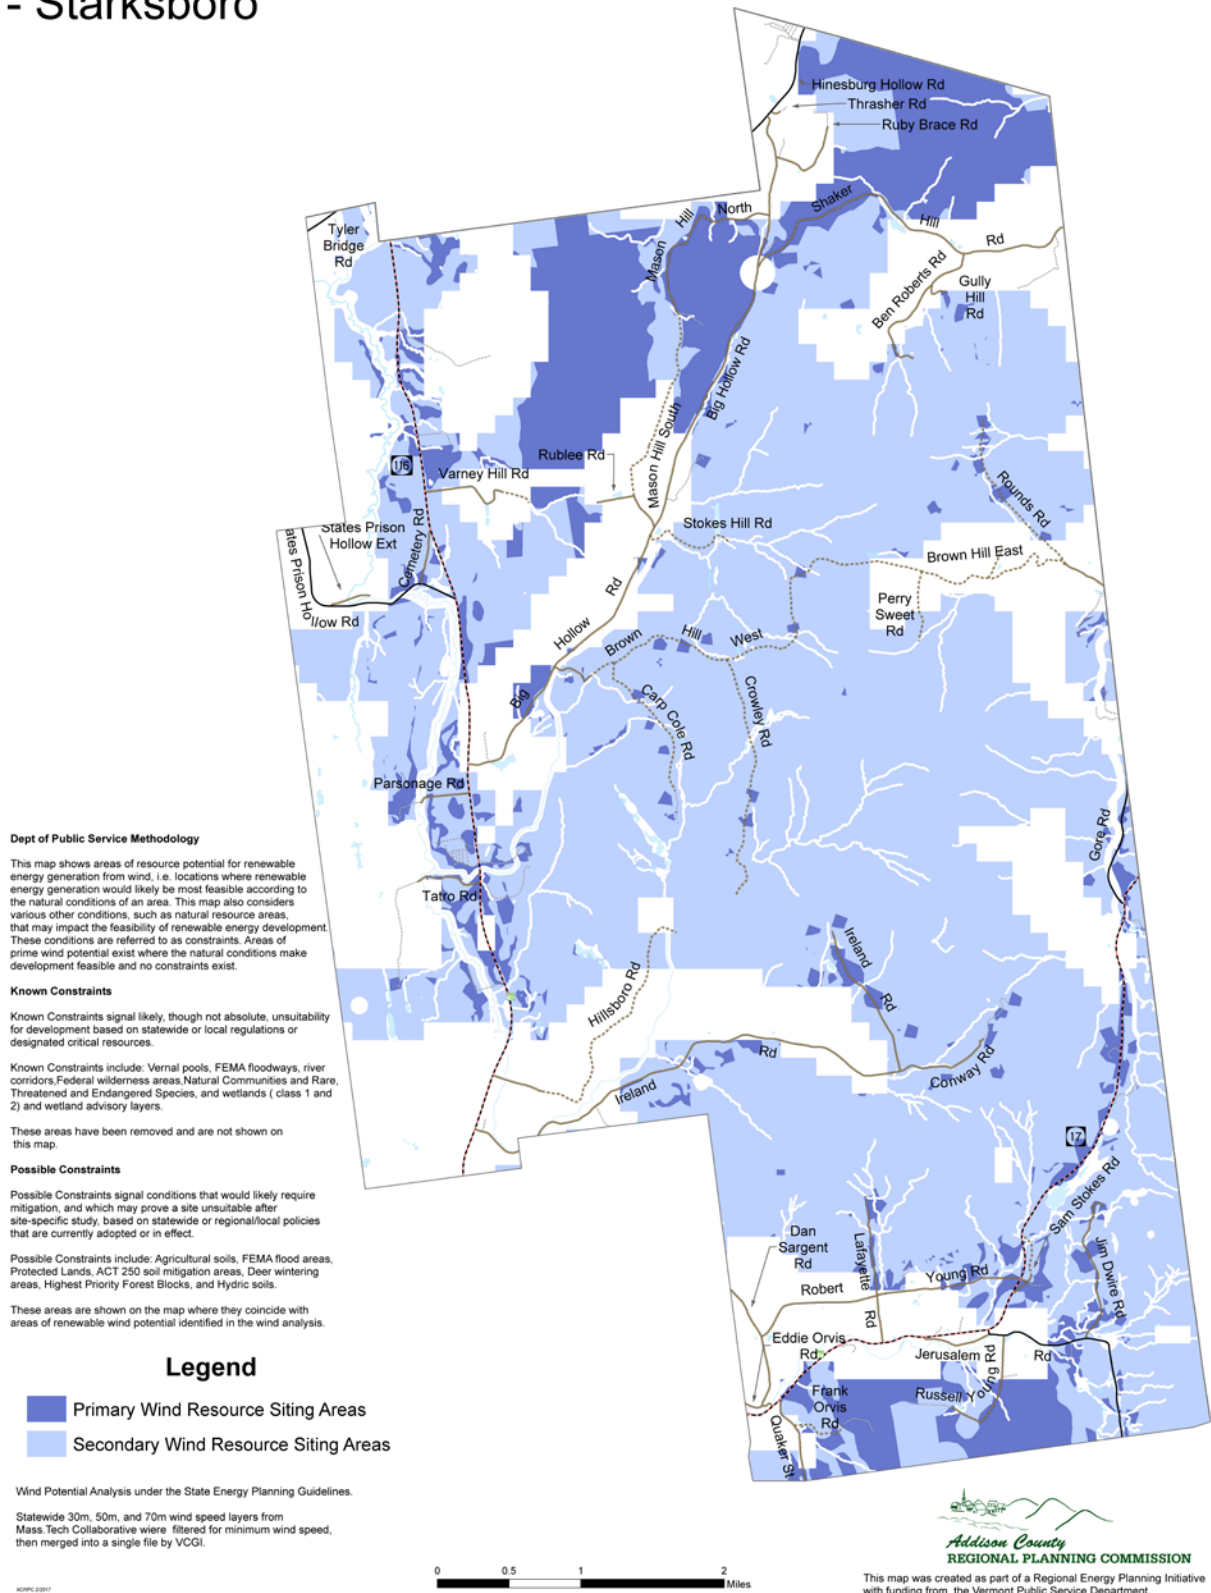 - Starksboro
Hinesburg Hollow Rd
Thrasher Rd
Ruby Brace Rd
Shaker
Hill
Rd
North
Hill
Mason
Tyler
Bridge
Rd
Ben Roberts Rd
Gully
Hill
Rd
Big Hollow Rd
Mason Hill South
Rublee Rd
116
Varney Hill Rd
Rounds Rd
Stokes Hill Rd
States Prison
Hollow Ext
Cemetery Rd
ates Prison Hollow Rd
Brown Hill East
Perry
Sweet
Rd
Big
Hollow
Rd
Brown
Hill
West
Carp Cole Rd
Crowley Rd
Parsonage Rd
Gore Rd
Tatro Rd
Ireland
Rd
Hillsboro Rd
Ireland
Rd
Conway Rd
17
Sam Stokes Rd
Dan
Sargent
Rd
Lafayette
Rd
Robert
Young Rd
Jim Dwire Rd
Eddie Orvis
Rd
Jerusalem
Rd
Russell Young Rd
Frank
Orvis
Rd
Quaker St
Dept of Public Service Methodology
This map shows areas of resource potential for renewable
energy generation from wind, i.e. locations where renewable
energy generation would likely be most feasible according to
the natural conditions of an area. This map also considers
various other conditions, such as natural resource areas,
that may impact the feasibility of renewable energy development.
These conditions are referred to as constraints. Areas of
prime wind potential exist where the natural conditions make
development feasible and no constraints exist.
Known Constraints
Known Constraints signal likely, though not absolute, unsuitability
for development based on statewide or local regulations or
designated critical resources.
Known Constraints include: Vernal pools, FEMA floodways, river
corridors,Federal wilderness areas,Natural Communities and Rare,
Threatened and Endangered Species, and wetlands ( class 1 and
2) and wetland advisory layers.
These areas have been removed and are not shown on
this map.
Possible Constraints
Possible Constraints signal conditions that would likely require
mitigation, and which may prove a site unsuitable after
site-specific study, based on statewide or regional/local policies
that are currently adopted or in effect.
Possible Constraints include: Agricultural soils, FEMA flood areas,
Protected Lands, ACT 250 soil mitigation areas, Deer wintering
areas, Highest Priority Forest Blocks, and Hydric soils.
These areas are shown on the map where they coincide with
areas of renewable wind potential identified in the wind analysis.
Legend
Primary Wind Resource Siting Areas
Secondary Wind Resource Siting Areas
Wind Potential Analysis under the State Energy Planning Guidelines.
Statewide 30m, 50m, and 70m wind speed layers from
Mass.Tech Collaborative wiere filtered for minimum wind speed,
then merged into a single file by VCGI.
ACRPC 2/2017
0 0.5 1 2
Miles
Addison County
REGIONAL PLANNING COMMISSION
This map was created as part of a Regional Energy Planning Initiative
with funding from the Vermont Public Service Department